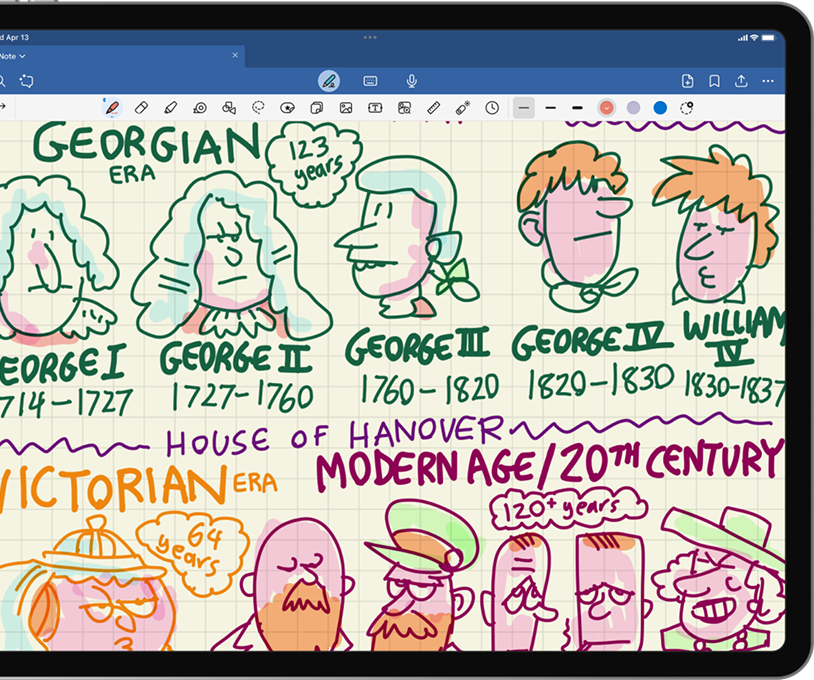 d Apr 13
Note
GEORGIAN
ERA
123
years
EORGE I
714-1727
GEORGE II
1727-1760
GEORGE III
1760-1820
GEORGE IV
1820-1830
WILLIAM
IV
1830-1837
HOUSE OF HANOVER
VICTORIAN ERA
MODERN AGE/20TH CENTURY
64
years
120+ years